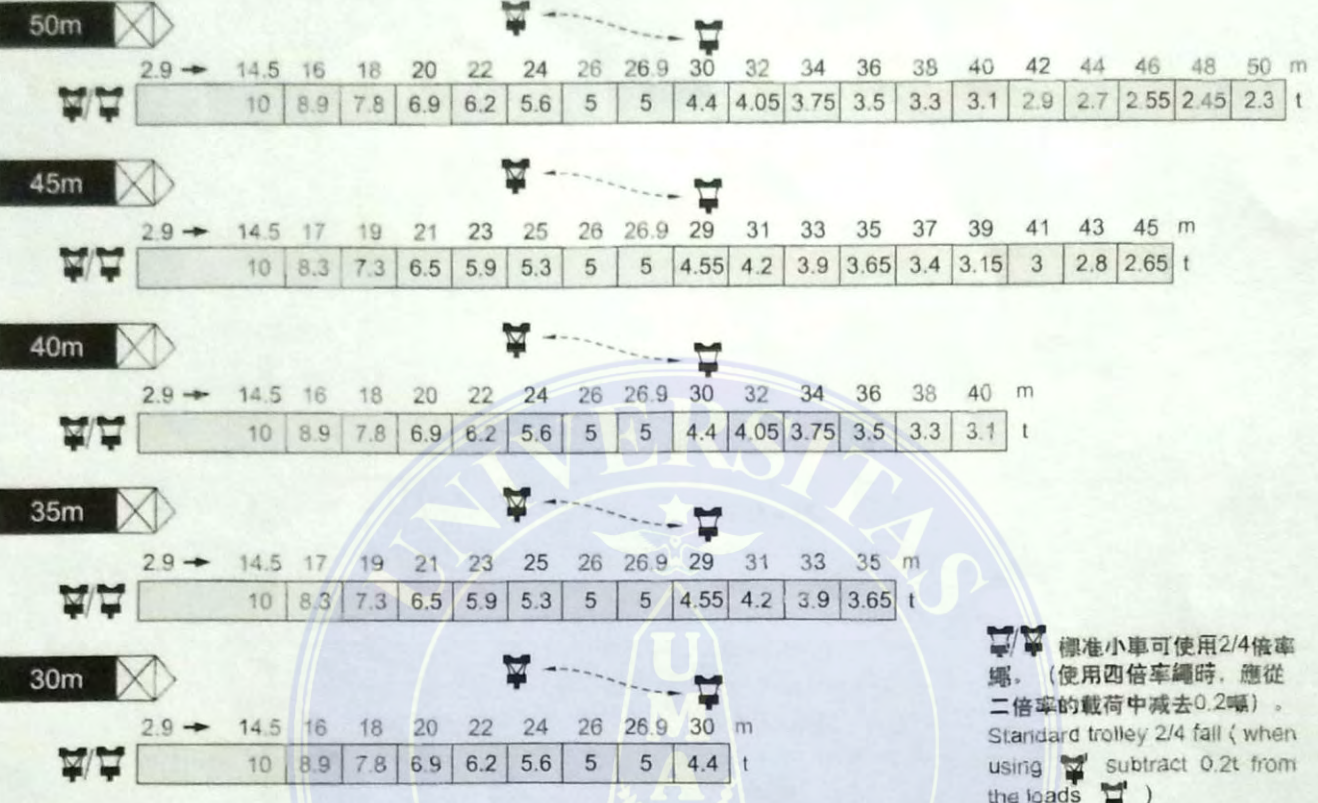 50m
2.9 14.5 16 18 20 22 24 26 26.9 30 32 34 36 38 40 42 44 46 48 50 m
10 8.9 7.8 6.9 6.2 5.6 5 5 4.4 4.05 3.75 3.5 3.3 3.1 2.9 2.7 2.55 2.45 2.3 t
45m
2.9 14.5 17 19 21 23 25 26 26.9 29 31 33 35 37 39 41 43 45 m
10 8.3 7.3 6.5 5.9 5.3 5 5 4.55 4.2 3.9 3.65 3.4 3.15 3 2.8 2.65 t
40m
2.9 14.5 16 18 20 22 24 26 26.9 30 32 34 36 38 40 m
10 8.9 7.8 6.9 6.2 5.6 5 5 4.4 4.05 3.75 3.5 3.3 3.1 t
35m
2.9 14.5 17 19 21 23 25 26 26.9 29 31 33 35 m
10 8.3 7.3 6.5 5.9 5.3 5 5 4.55 4.2 3.9 3.65 t
30m
2.9 14.5 16 18 20 22 24 26 26.9 30 m
10 8.9 7.8 6.9 6.2 5.6 5 5 4.4 t
標准小車可使用2/4倍率
繩。(使用四倍率繩時，應從
二倍率的載荷中减去0.2噸)。
Standard trolley 2/4 fall ( when
using subtract 0.2t from
the loads )
UNIVERSITAS
UMA